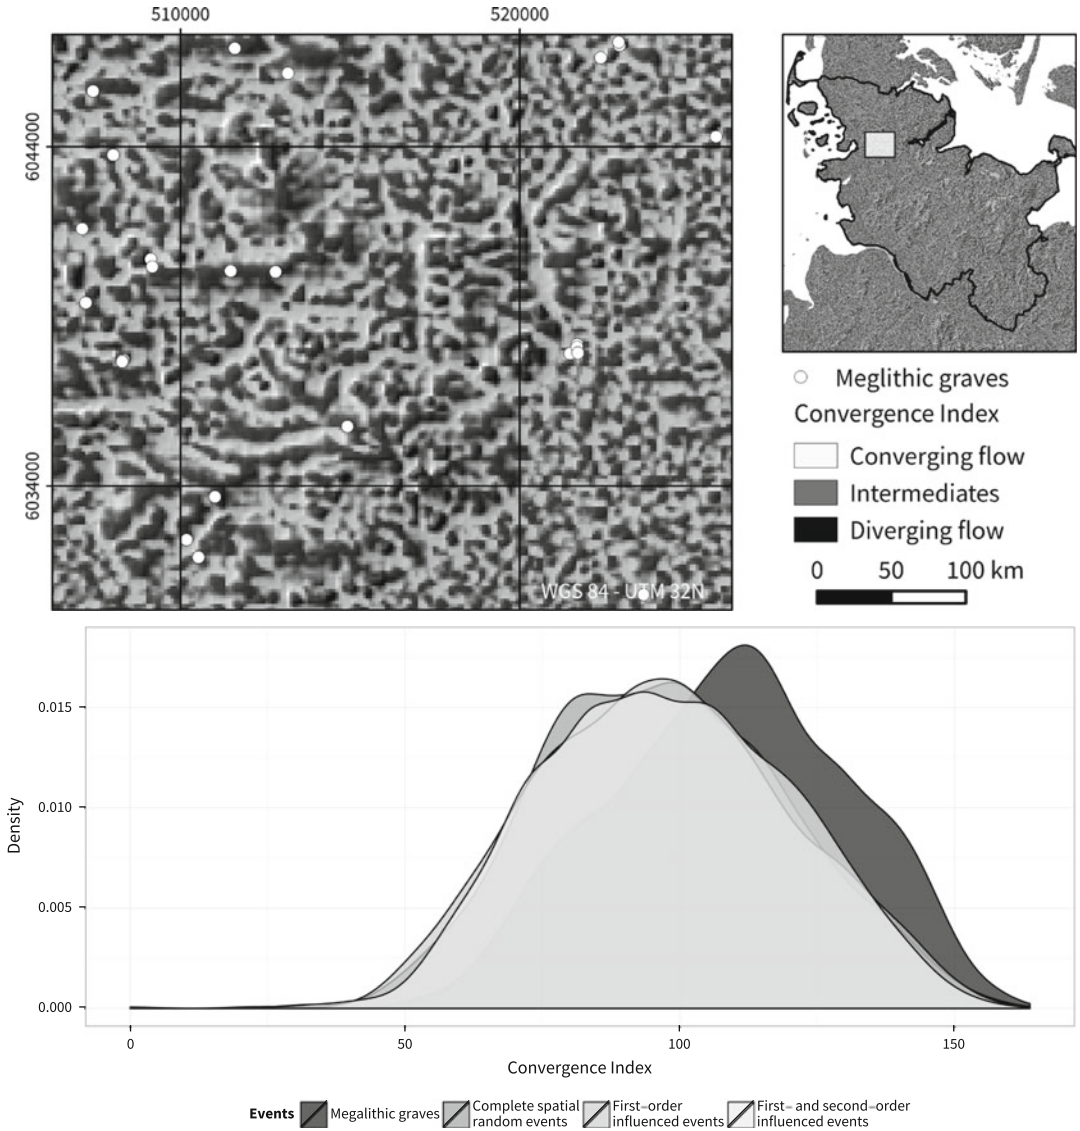 510000 520000
6044000
6034000
WGS 84 - UTM 32N
Meglithic graves
Convergence Index
Converging flow
Intermediates
Diverging flow
0 50 100 km
Density
0.015
0.010
0.005
0.000
0 50 100 150
Convergence Index
Events Megalithic graves Complete spatial random events First-order influenced events First- and second-order influenced events